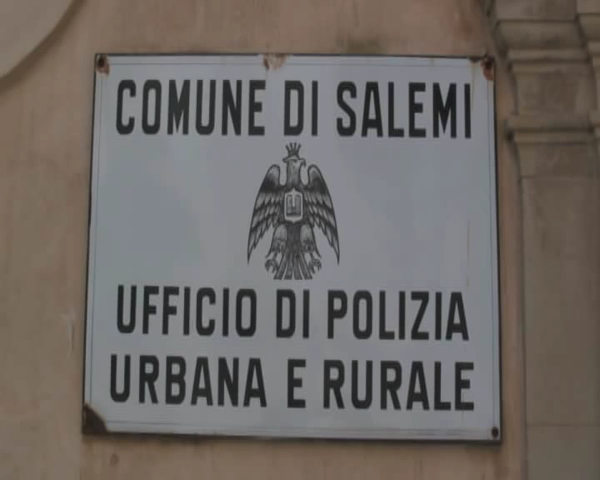 COMUNE DI SALEMI
UFFICIO DI POLIZIA
URBANA E RURALE